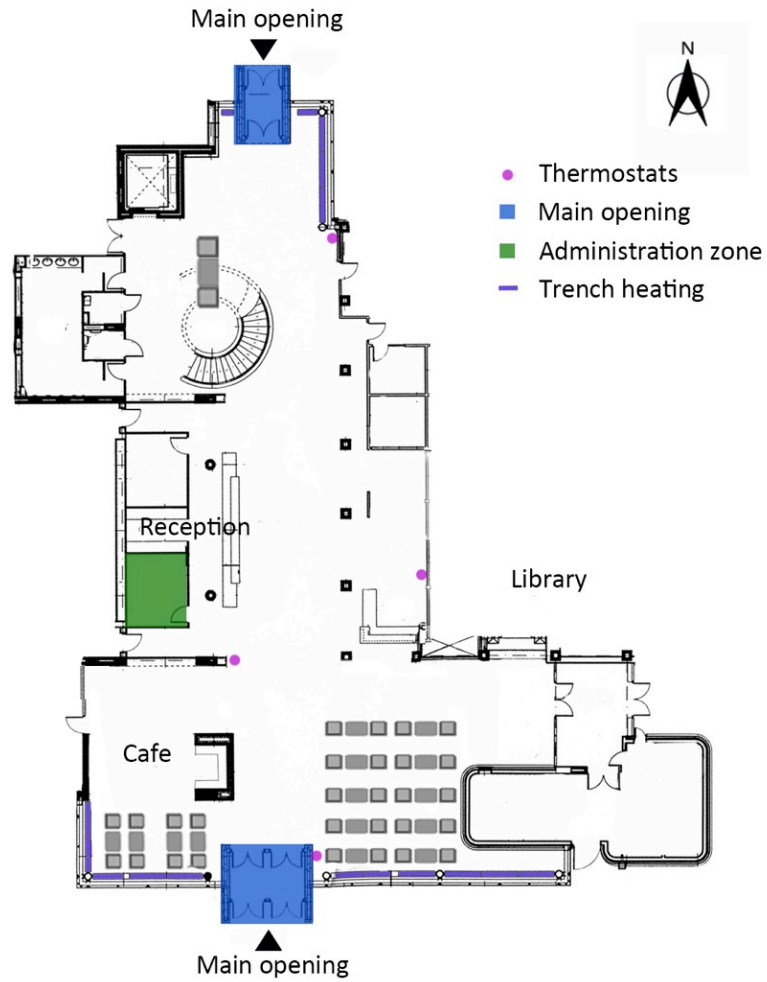 Main opening
N
Thermostats
Main opening
Administration zone
Trench heating
Reception
Library
Cafe
Main opening